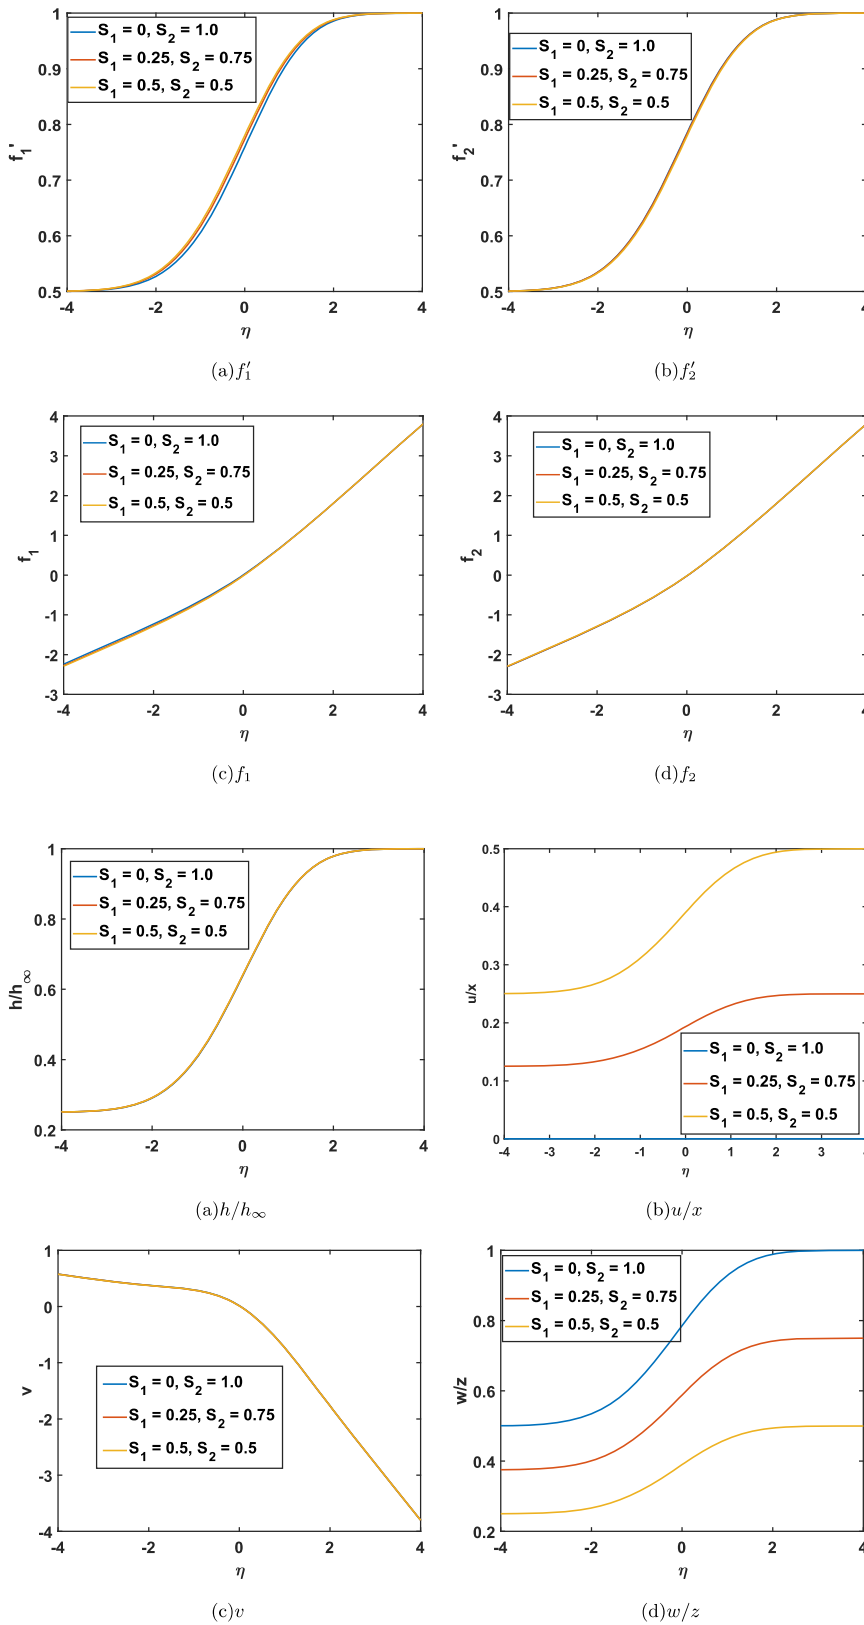 1
0.9
0.8
0.7
0.6
0.5
f1'
S1 = 0, S2 = 1.0
S1 = 0.25, S2 = 0.75
S1 = 0.5, S2 = 0.5
-4 -2 0 2 4
η
(a)f′1
1
0.9
0.8
0.7
0.6
0.5
f2'
S1 = 0, S2 = 1.0
S1 = 0.25, S2 = 0.75
S1 = 0.5, S2 = 0.5
-4 -2 0 2 4
η
(b)f′2
4
3
2
1
0
-1
-2
-3
f1
S1 = 0, S2 = 1.0
S1 = 0.25, S2 = 0.75
S1 = 0.5, S2 = 0.5
-4 -2 0 2 4
η
(c)f1
4
3
2
1
0
-1
-2
-3
f2
S1 = 0, S2 = 1.0
S1 = 0.25, S2 = 0.75
S1 = 0.5, S2 = 0.5
-4 -2 0 2 4
η
(d)f2
1
0.8
0.6
0.4
0.2
h/h∞
S1 = 0, S2 = 1.0
S1 = 0.25, S2 = 0.75
S1 = 0.5, S2 = 0.5
-4 -2 0 2 4
η
(a)h/h∞
0.5
0.4
0.3
0.2
0.1
0
u/x
S1 = 0, S2 = 1.0
S1 = 0.25, S2 = 0.75
S1 = 0.5, S2 = 0.5
-4 -3 -2 -1 0 1 2 3 4
η
(b)u/x
1
0
-1
-2
-3
-4
v
S1 = 0, S2 = 1.0
S1 = 0.25, S2 = 0.75
S1 = 0.5, S2 = 0.5
-4 -2 0 2 4
η
(c)v
1
0.8
0.6
0.4
0.2
w/z
S1 = 0, S2 = 1.0
S1 = 0.25, S2 = 0.75
S1 = 0.5, S2 = 0.5
-4 -2 0 2 4
η
(d)w/z